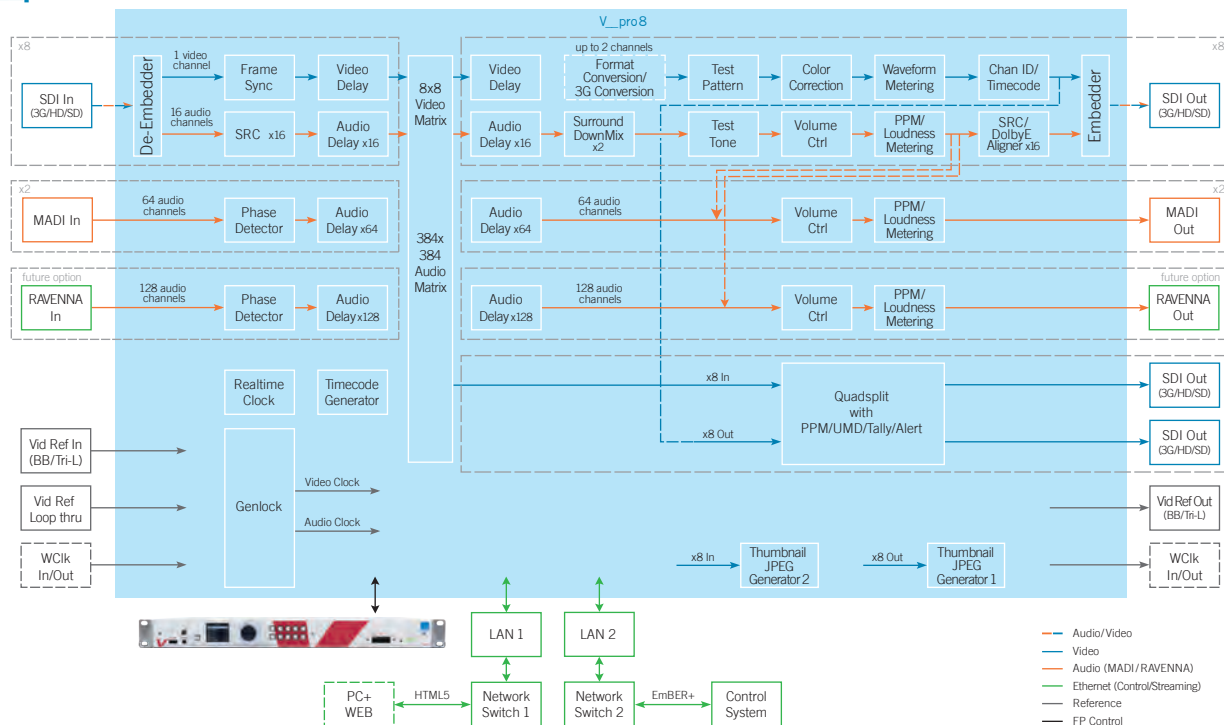 V__pro8
x8
SDI In
(3G/HD/SD)
De-Embedder
1 video
channel
Frame
Sync
Video
Delay
16 audio
channels
SRC x16
Audio
Delay x16
8x8
Video
Matrix
384x
384
Audio
Matrix
x8
Video
Delay
up to 2 channels
Format
Conversion/
3G Conversion
Test
Pattern
Color
Correction
Waveform
Metering
Chan ID/
Timecode
Embedder
SDI Out
(3G/HD/SD)
Audio
Delay x16
Surround
DownMix
x2
Test
Tone
Volume
Ctrl
PPM/
Loudness
Metering
SRC/
DolbyE
Aligner x16
x2
MADI In
64 audio
channels
Phase
Detector
Audio
Delay x64
x2
Audio
Delay x64
64 audio
channels
Volume
Ctrl
PPM/
Loudness
Metering
MADI
Out
future option
RAVENNA
In
128 audio
channels
Phase
Detector
Audio
Delay x128
future option
Audio
Delay x128
128 audio
channels
Volume
Ctrl
PPM/
Loudness
Metering
RAVENNA
Out
Realtime
Clock
Timecode
Generator
x8 In
x8 Out
Quadsplit
with
PPM/UMD/Tally/Alert
SDI Out
(3G/HD/SD)
SDI Out
(3G/HD/SD)
Vid Ref In
(BB/Tri-L)
Vid Ref
Loop thru
WClk
In/Out
Genlock
Video Clock
Audio Clock
Vid Ref Out
(BB/Tri-L)
WClk
In/Out
x8 In
Thumbnail
JPEG
Generator 2
x8 Out
Thumbnail
JPEG
Generator 1
LAN 1
LAN 2
PC+
WEB
HTML5
Network
Switch 1
Network
Switch 2
EmBER+
Control
System
Audio/Video
Video
Audio (MADI/RAVENNA)
Ethernet (Control/Streaming)
Reference
FP Control